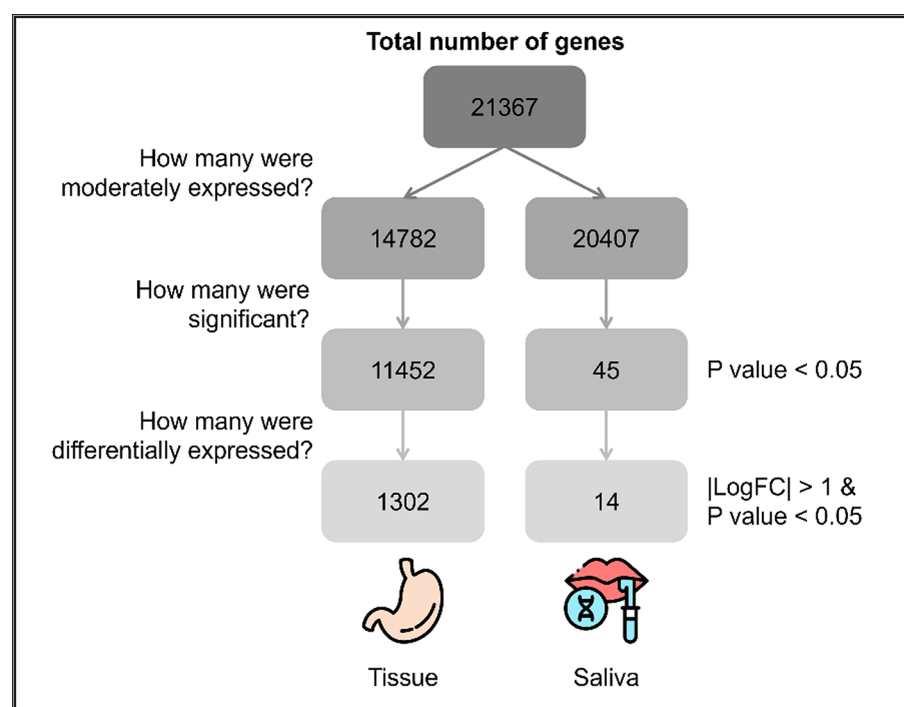 Total number of genes
21367
How many were
moderately expressed?
14782
20407
How many were
significant?
11452
45
P value < 0.05
How many were
differentially expressed?
1302
14
|LogFC| > 1 &
P value < 0.05
Tissue
Saliva